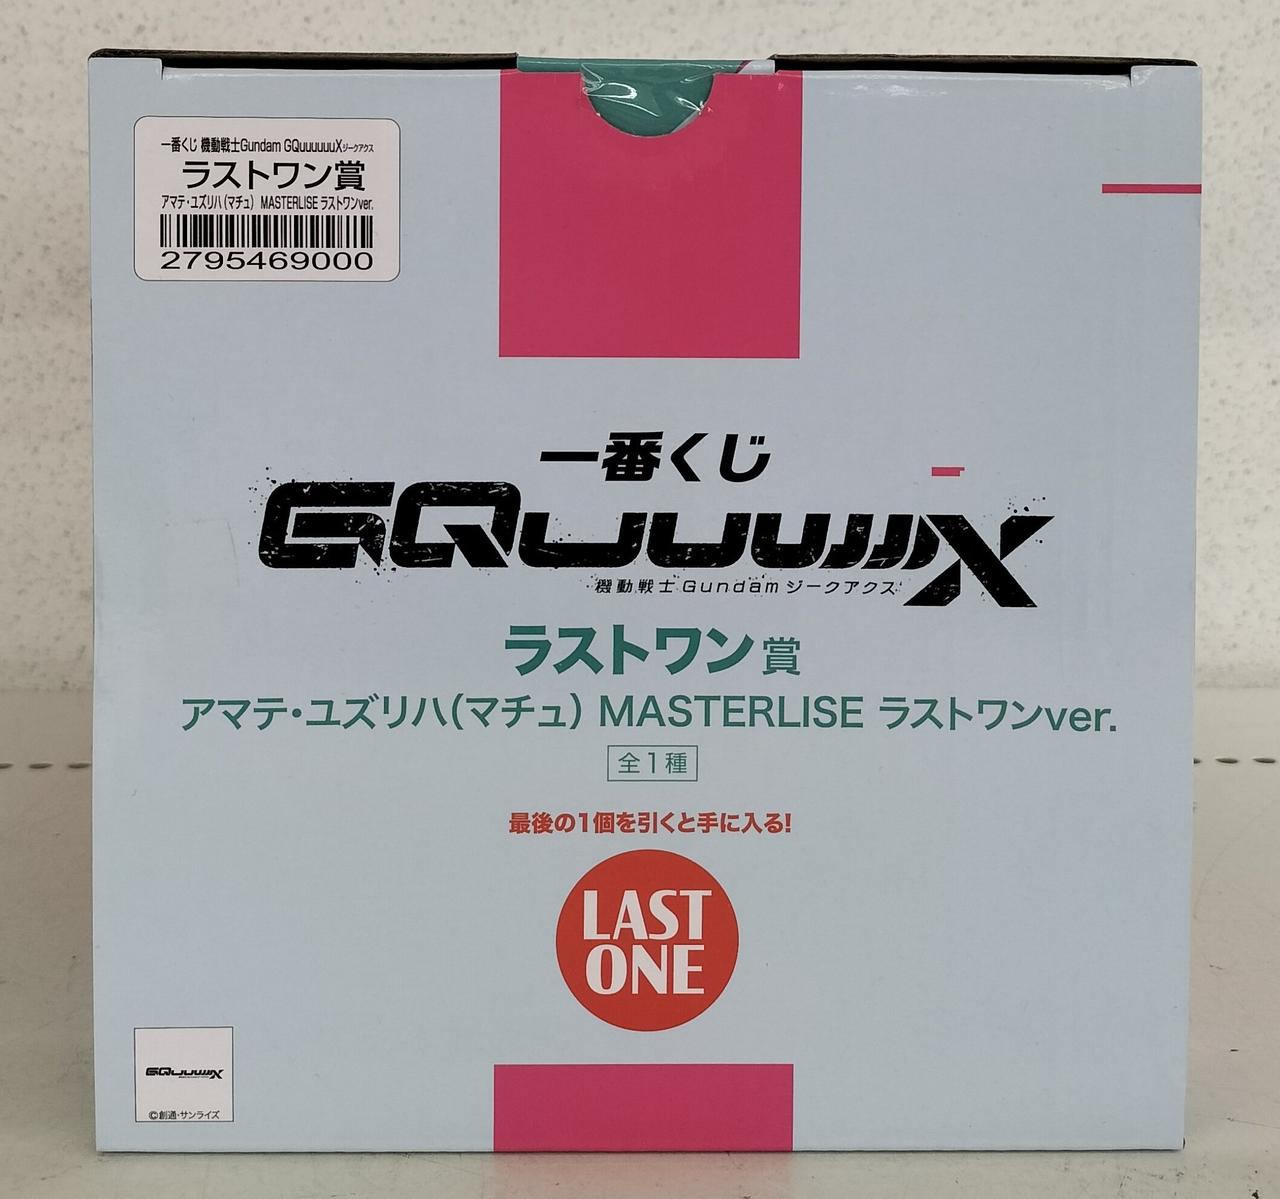 一番くじ 機動戦士Gundam GQuuuuuuXジークアクス
ラストワン賞
アマテ・ユズリハ(マチュ) MASTERLISE ラストワンver.
2795469000
一番くじ
GQuuuuuuX
機動戦士Gundam ジークアクス
ラストワン賞
アマテ・ユズリハ(マチュ) MASTERLISE ラストワンver.
全1種
最後の1個を引くと手に入る!
LAST
ONE
GQuuuuuuX
©創通・サンライズ